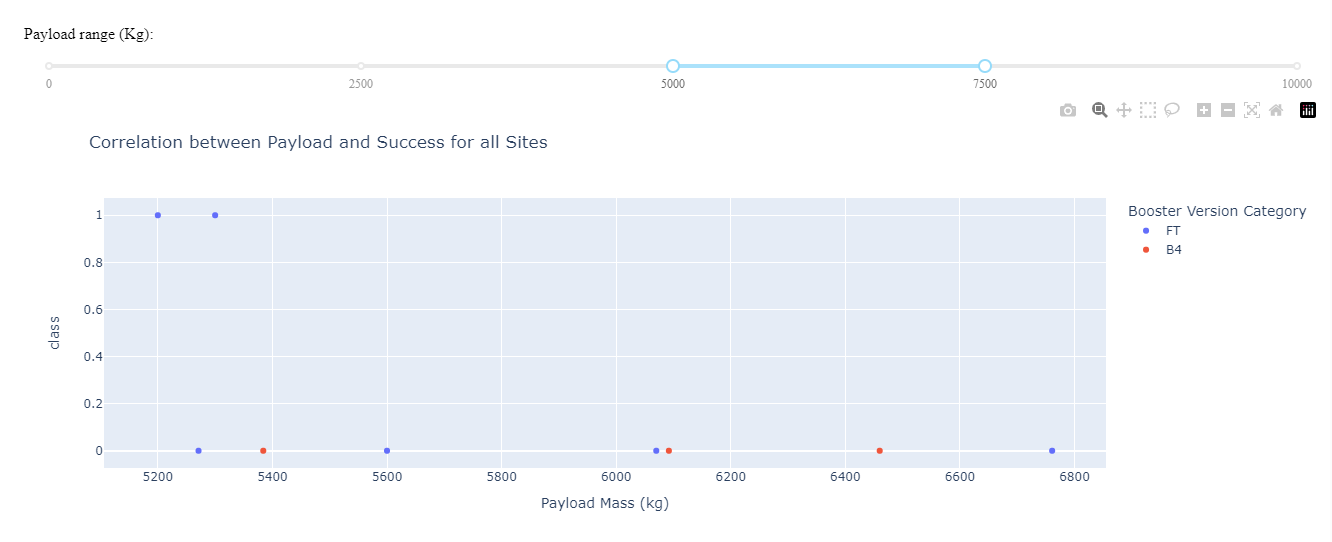 Payload range (Kg):
0 2500 5000 7500 10000
Correlation between Payload and Success for all Sites
Booster Version Category
FT
B4
1
0.8
0.6
0.4
0.2
0
class
5200 5400 5600 5800 6000 6200 6400 6600 6800
Payload Mass (kg)